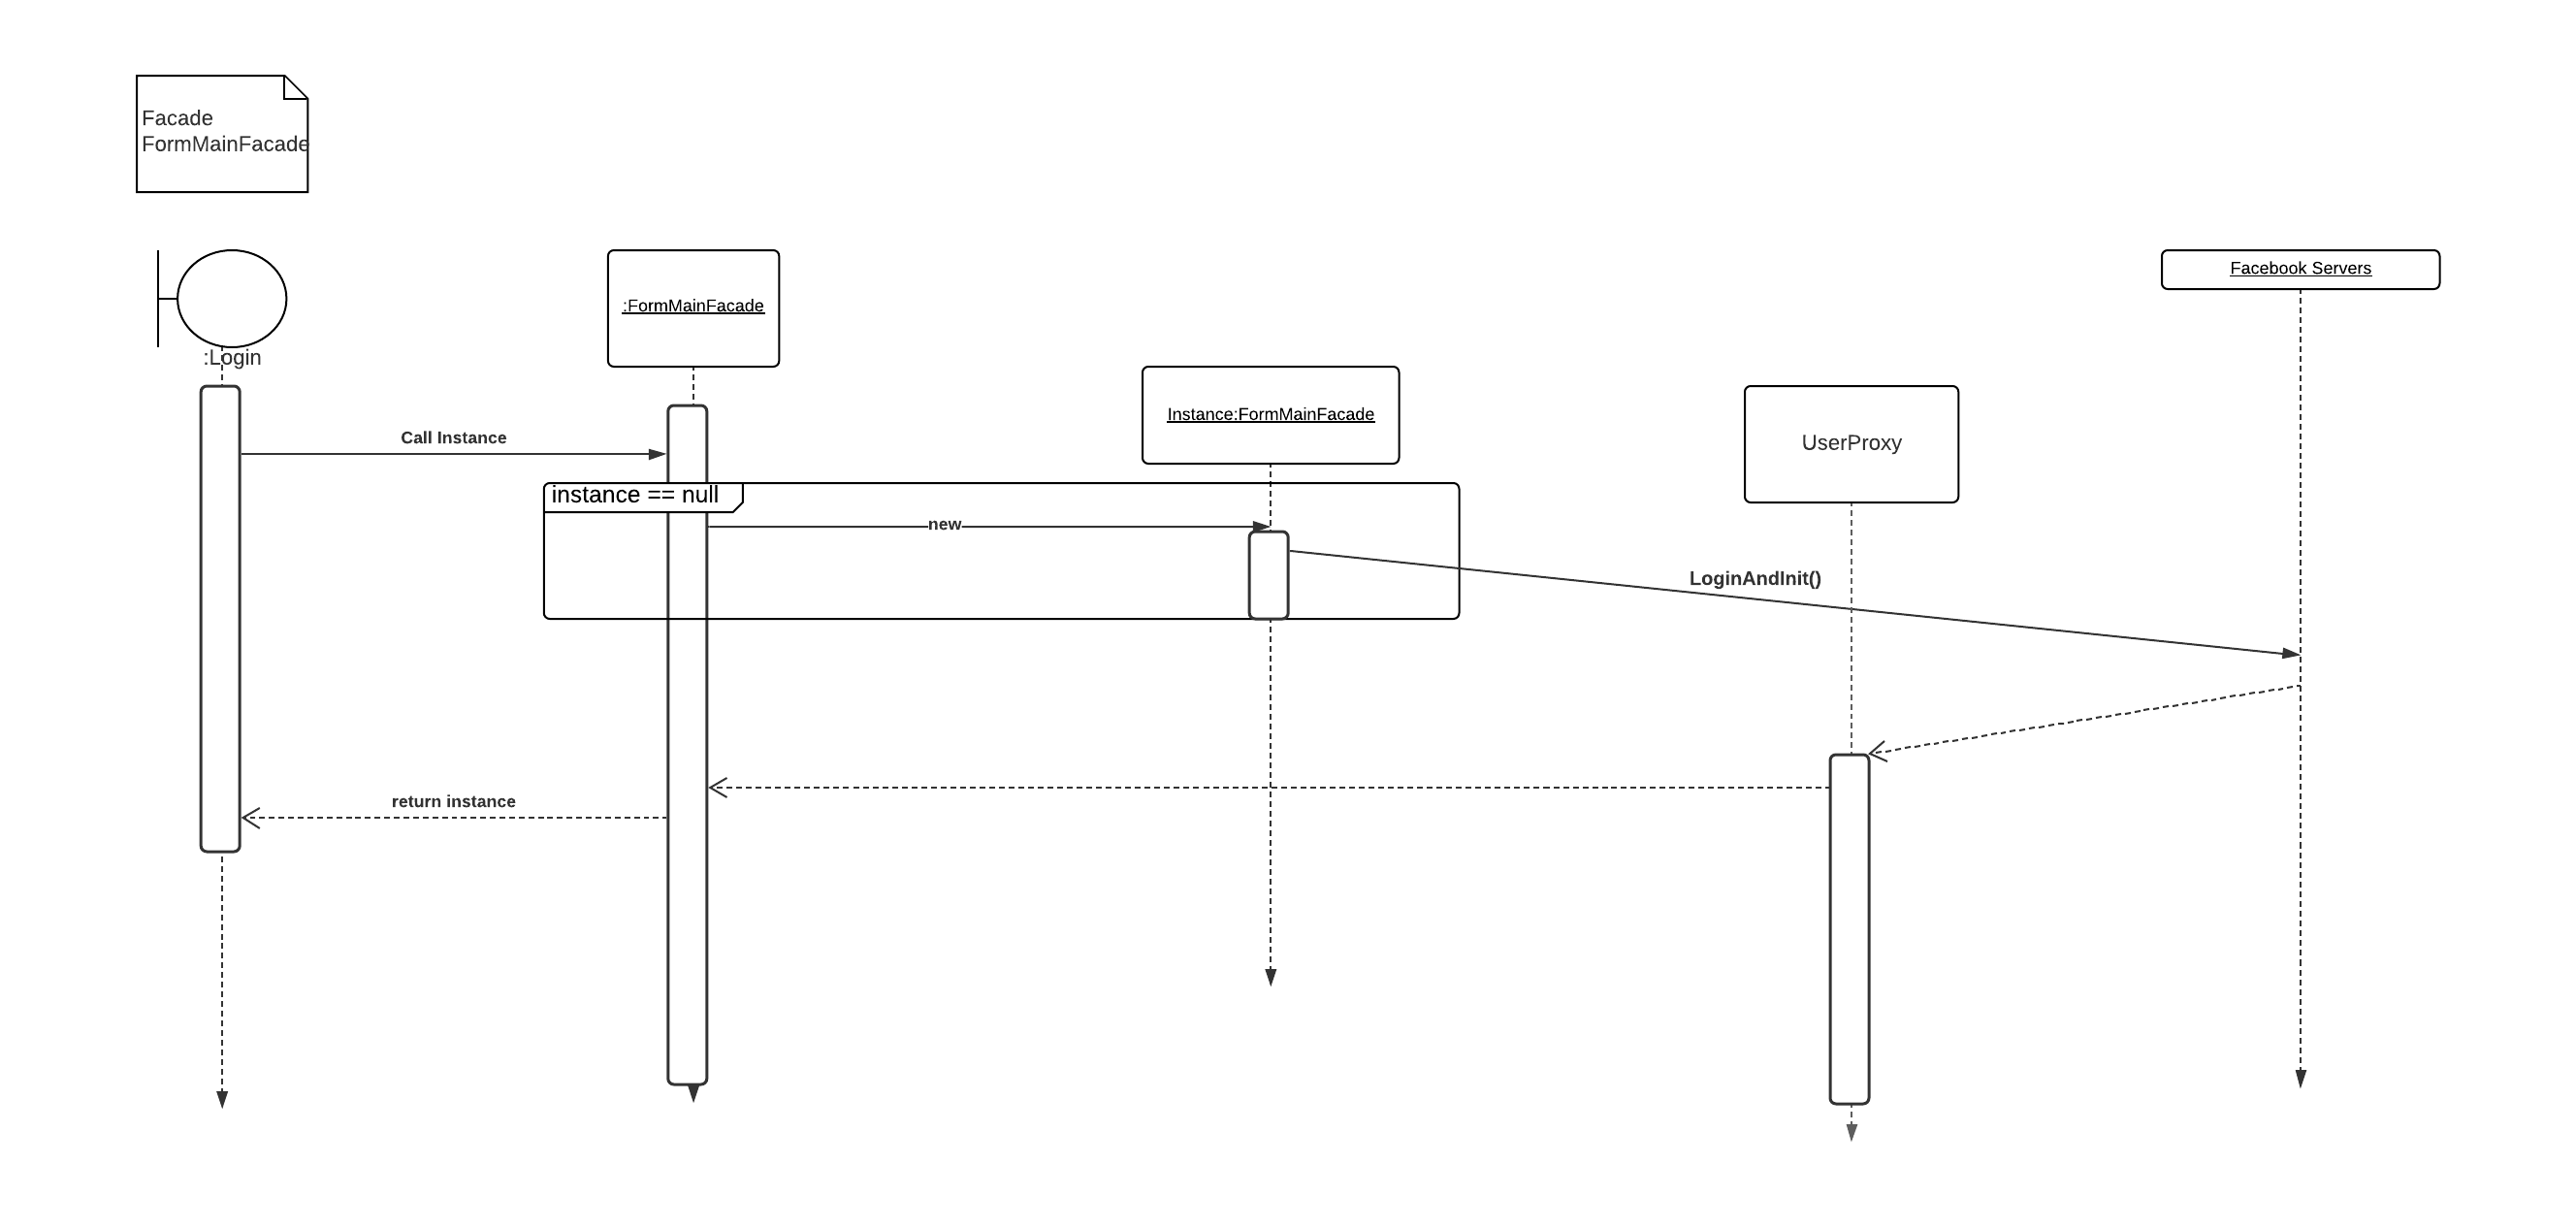 Facade
FormMainFacade
:Login
:FormMainFacade
Instance:FormMainFacade
UserProxy
Facebook Servers
Call Instance
instance == null
new
LoginAndInit()
return instance